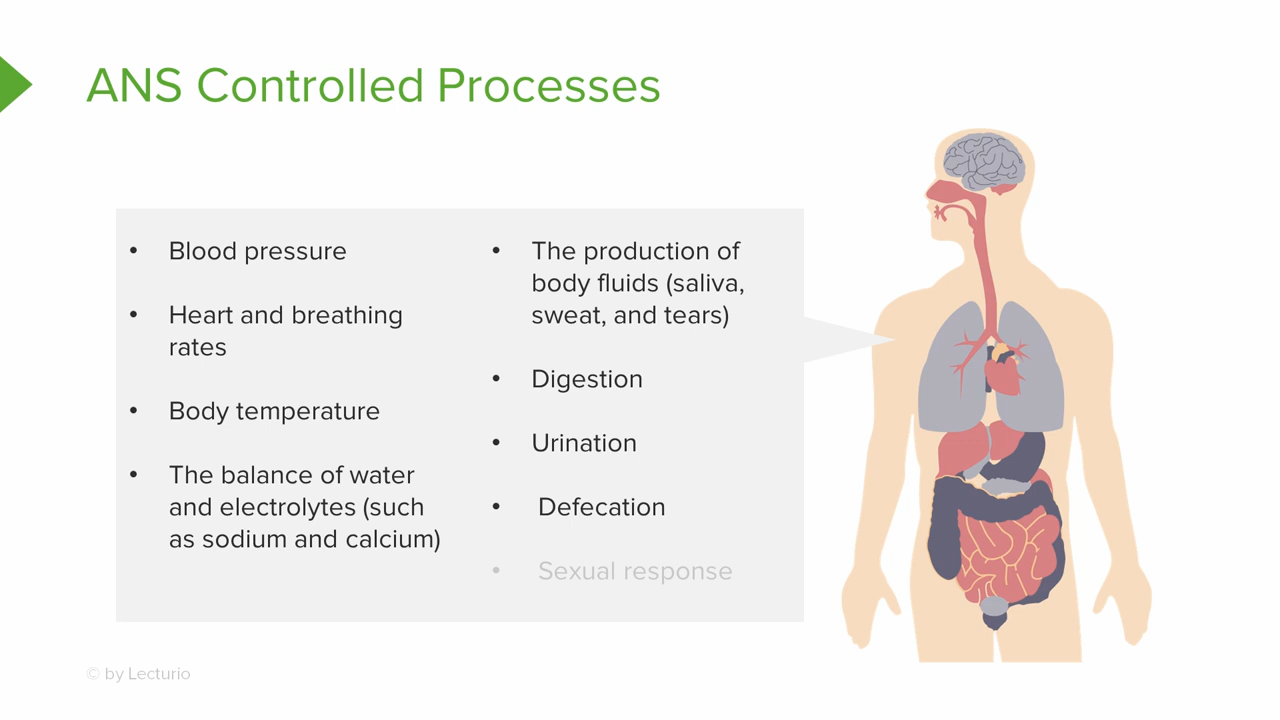 ANS Controlled Processes
• Blood pressure
• Heart and breathing
rates
• Body temperature
• The balance of water
and electrolytes (such
as sodium and calcium)
• The production of
body fluids (saliva,
sweat, and tears)
• Digestion
• Urination
• Defecation
• Sexual response
© by Lecturio